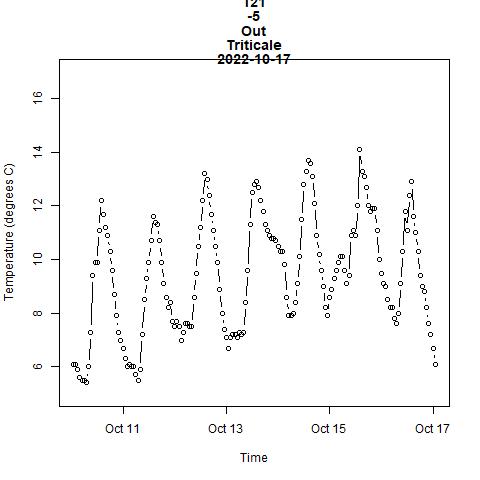 121
-5
Out
Triticale
2022-10-17
16
14
12
10
8
6
Temperature (degrees C)
Oct 11 Oct 13 Oct 15 Oct 17
Time